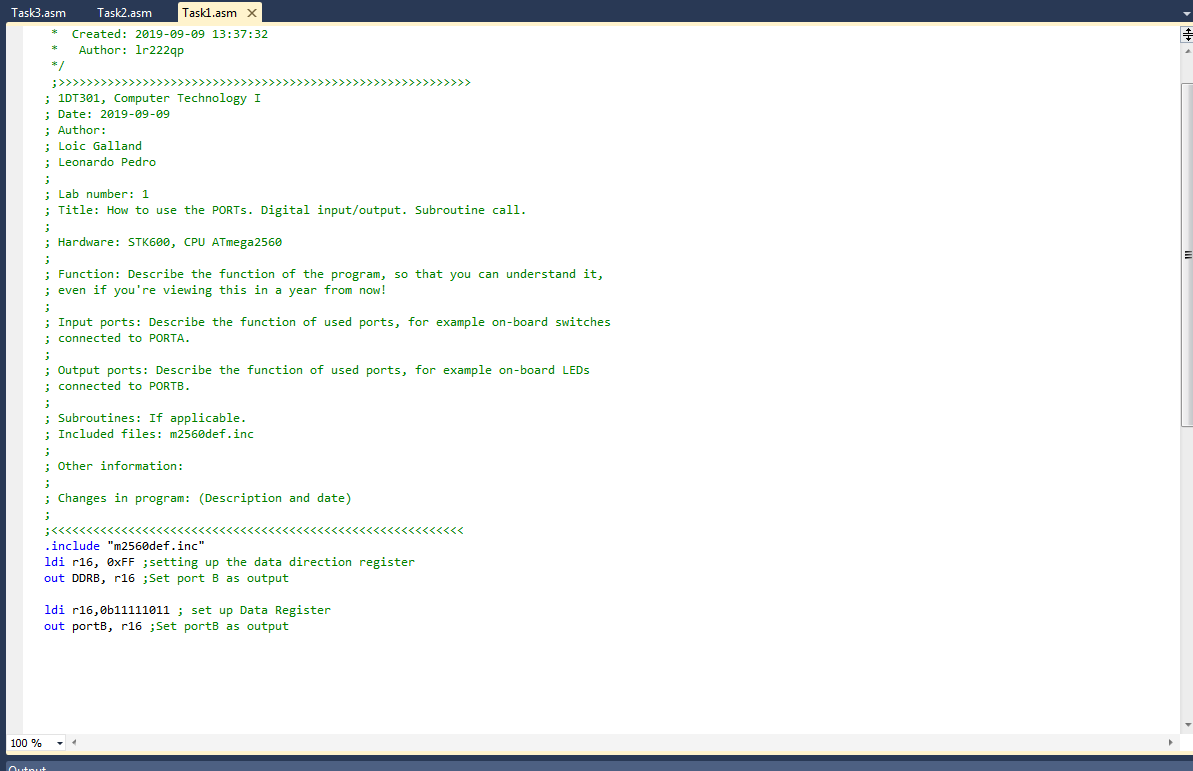 Task3.asm Task2.asm Task1.asm
* Created: 2019-09-09 13:37:32
* Author: lr222qp
*/
;>>>>>>>>>>>>>>>>>>>>>>>>>>>>>>>>>>>>>>>>>>>>>>>>>>>>>>>>>>>
; 1DT301, Computer Technology I
; Date: 2019-09-09
; Author:
; Loic Galland
; Leonardo Pedro
;
; Lab number: 1
; Title: How to use the PORTs. Digital input/output. Subroutine call.
;
; Hardware: STK600, CPU ATmega2560
;
; Function: Describe the function of the program, so that you can understand it,
; even if you're viewing this in a year from now!
;
; Input ports: Describe the function of used ports, for example on-board switches
; connected to PORTA.
;
; Output ports: Describe the function of used ports, for example on-board LEDs
; connected to PORTB.
;
; Subroutines: If applicable.
; Included files: m2560def.inc
;
; Other information:
;
; Changes in program: (Description and date)
;
;<<<<<<<<<<<<<<<<<<<<<<<<<<<<<<<<<<<<<<<<<<<<<<<<<<<<<<<<<<<
.include "m2560def.inc"
ldi r16, 0xFF ;setting up the data direction register
out DDRB, r16 ;Set port B as output
ldi r16,0b11111011 ; set up Data Register
out portB, r16 ;Set portB as output
100 %
Output